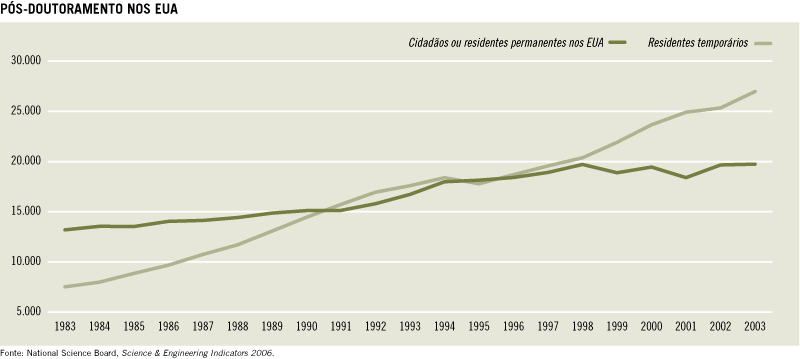 PÓS-DOUTORAMENTO NOS EUA
Cidadãos ou residentes permanentes nos EUA Residentes temporários
30.000
25.000
20.000
15.000
10.000
5.000
1983 1984 1985 1986 1987 1988 1989 1990 1991 1992 1993 1994 1995 1996 1997 1998 1999 2000 2001 2002 2003
Fonte: National Science Board, Science & Engineering Indicators 2006.